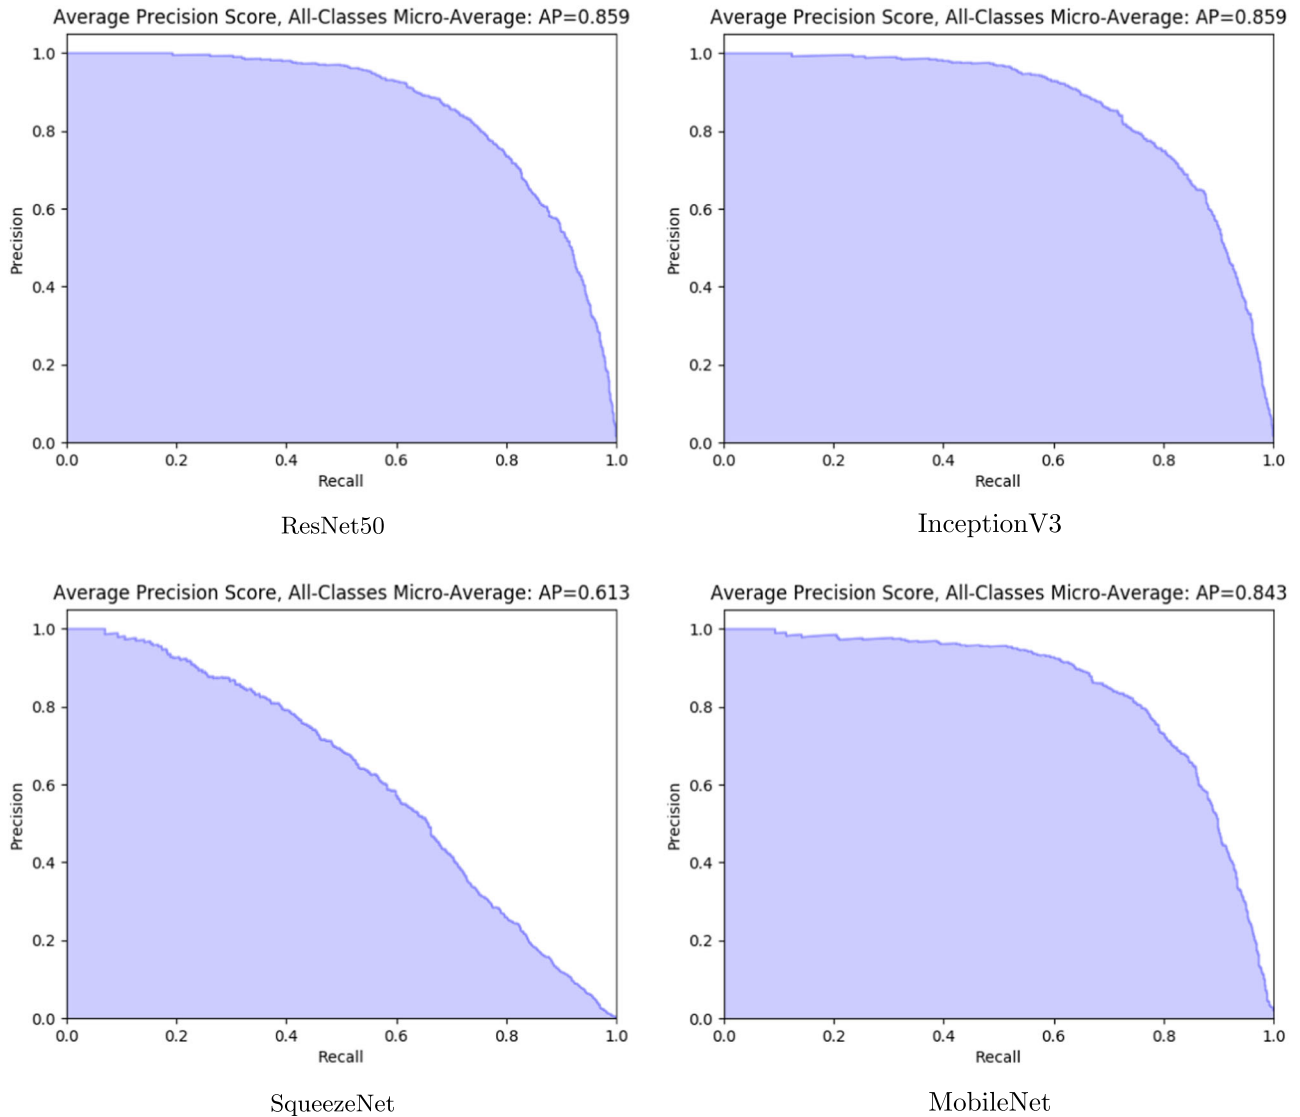 Average Precision Score, All-Classes Micro-Average: AP=0.859
1.0
0.8
0.6
0.4
0.2
0.0
Precision
0.0 0.2 0.4 0.6 0.8 1.0
Recall
ResNet50
Average Precision Score, All-Classes Micro-Average: AP=0.859
1.0
0.8
0.6
0.4
0.2
0.0
Precision
0.0 0.2 0.4 0.6 0.8 1.0
Recall
InceptionV3
Average Precision Score, All-Classes Micro-Average: AP=0.613
1.0
0.8
0.6
0.4
0.2
0.0
Precision
0.0 0.2 0.4 0.6 0.8 1.0
Recall
SqueezeNet
Average Precision Score, All-Classes Micro-Average: AP=0.843
1.0
0.8
0.6
0.4
0.2
0.0
Precision
0.0 0.2 0.4 0.6 0.8 1.0
Recall
MobileNet